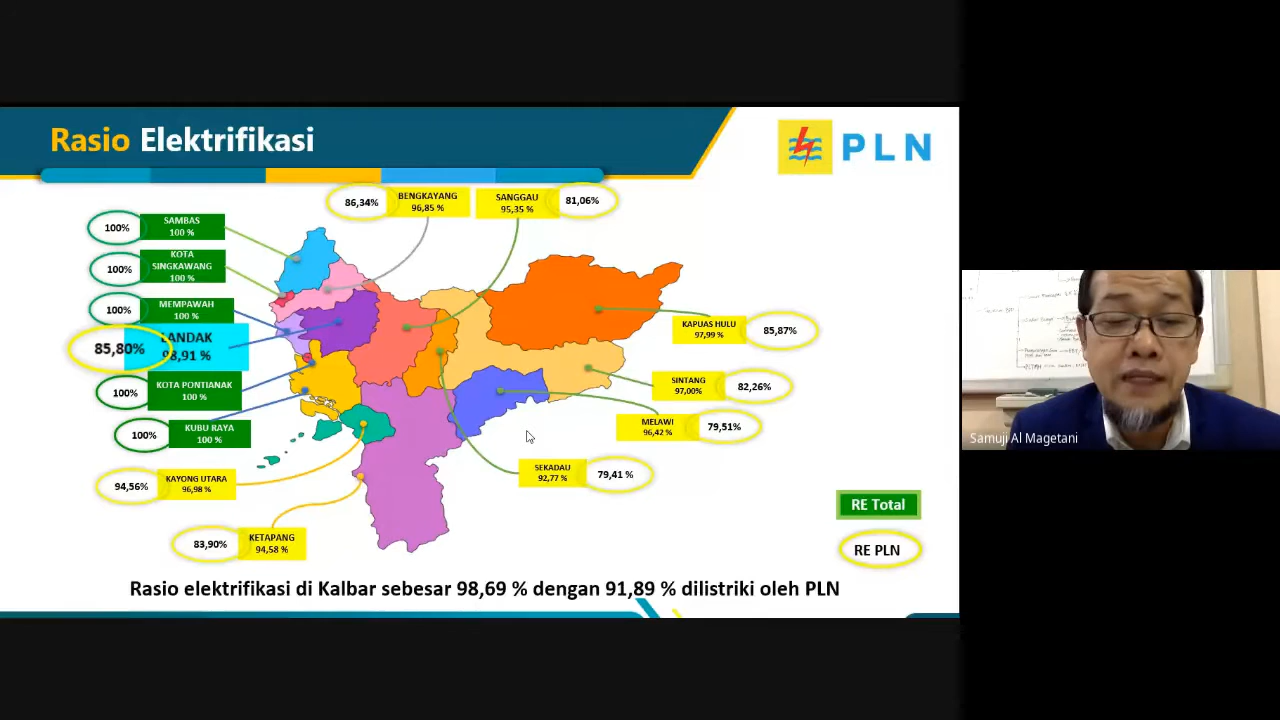 Rasio Elektrifikasi
PLN
86,34%
BENGKAYANG
96,85 %
SANGGAU
95,35 %
81,06%
100%
SAMBAS
100 %
100%
KOTA
SINGKAWANG
100 %
100%
MEMPAWAH
100 %
85,80%
LANDAK
98,91 %
100%
KOTA PONTIANAK
100 %
100%
KUBU RAYA
100 %
94,56%
KAYONG UTARA
96,98 %
83,90%
KETAPANG
94,58 %
KAPUAS HULU
97,99 %
85,87%
SINTANG
97,00%
82,26%
MELAWI
96,42 %
79,51%
SEKADAU
92,77 %
79,41 %
RE Total
RE PLN
Rasio elektrifikasi di Kalbar sebesar 98,69 % dengan 91,89 % dilistriki oleh PLN
Samuji Al Magetani